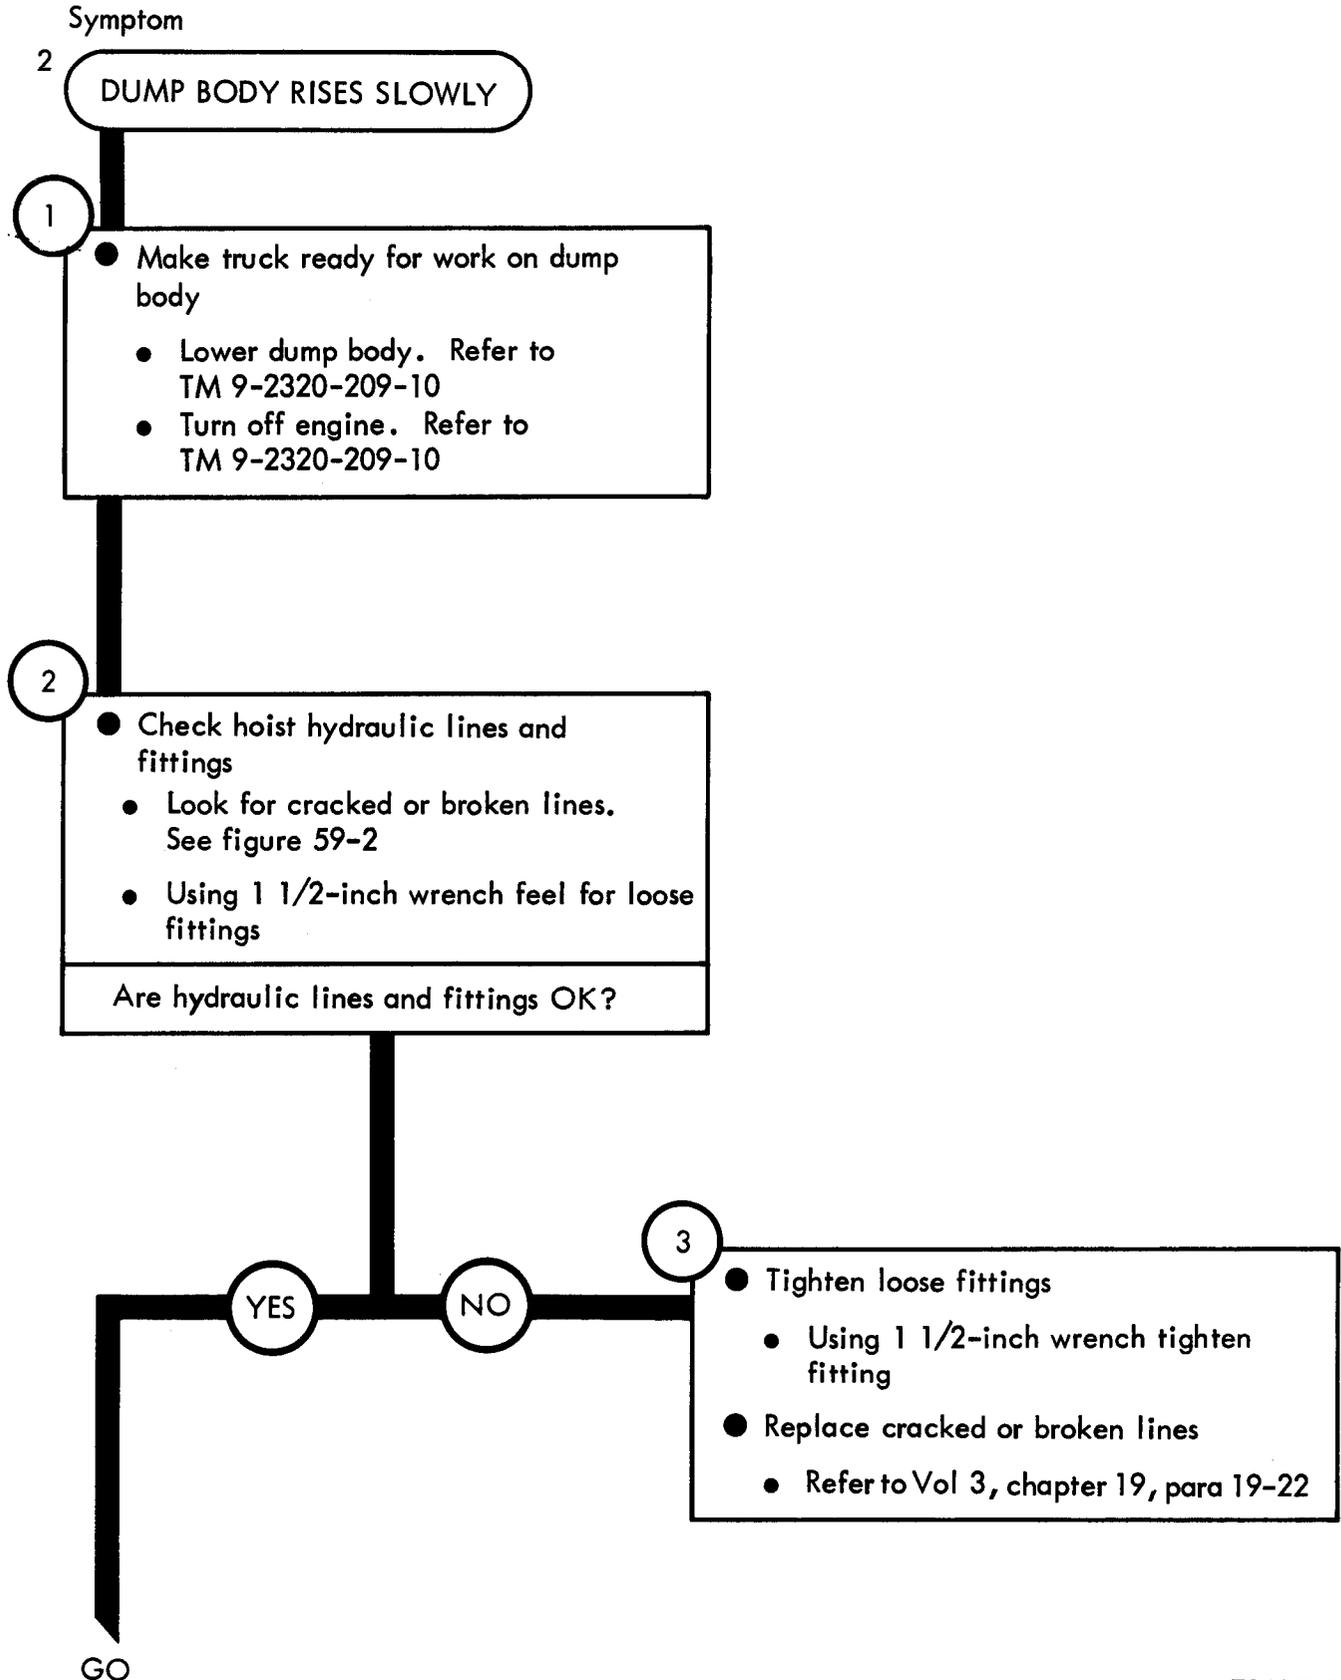 Symptom
2
DUMP BODY RISES SLOWLY
1
● Make truck ready for work on dump
body
● Lower dump body. Refer to
TM 9-2320-209-10
● Turn off engine. Refer to
TM 9-2320-209-10
2
● Check hoist hydraulic lines and
fittings
● Look for cracked or broken lines.
See figure 59-2
● Using 1 1/2-inch wrench feel for loose
fittings
Are hydraulic lines and fittings OK?
YES
NO
3
● Tighten loose fittings
● Using 1 1/2-inch wrench tighten
fitting
● Replace cracked or broken lines
● Refer to Vol 3, chapter 19, para 19-22
GO